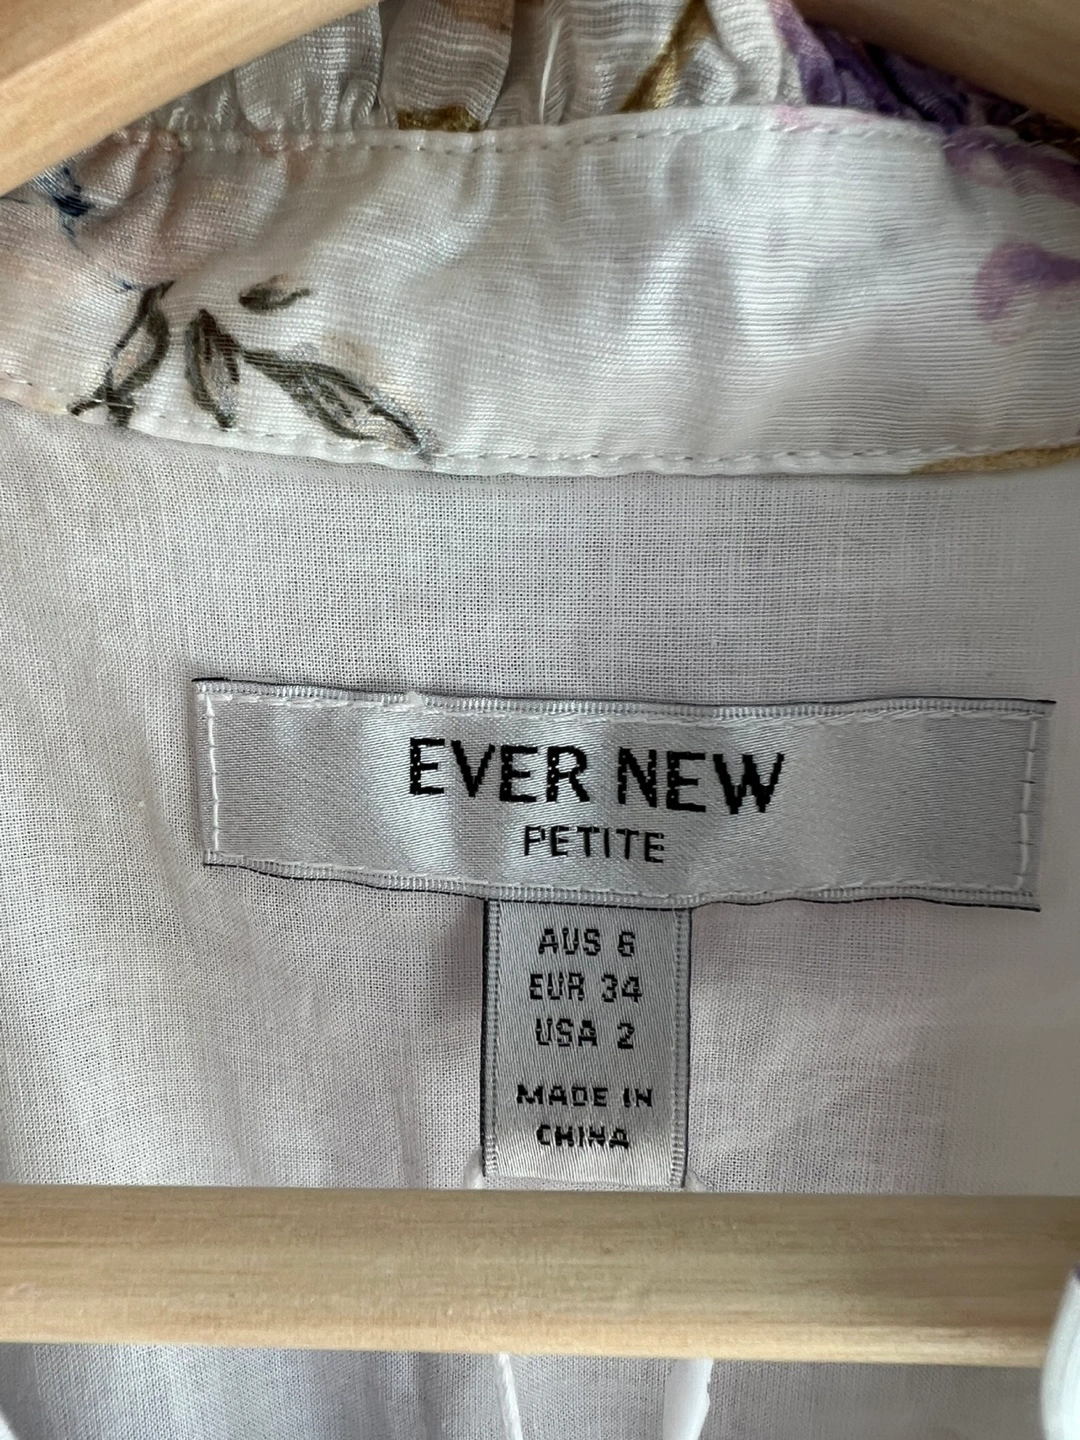 EVER NEW
PETITE
AUS 6
EUR 34
USA 2
MADE IN
CHINA